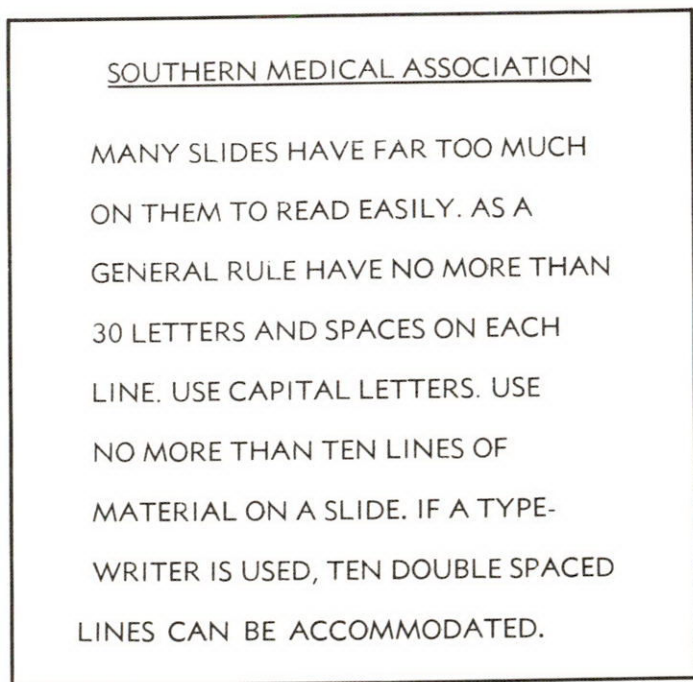 SOUTHERN MEDICAL ASSOCIATION
MANY SLIDES HAVE FAR TOO MUCH
ON THEM TO READ EASILY. AS A
GENERAL RULE HAVE NO MORE THAN
30 LETTERS AND SPACES ON EACH
LINE. USE CAPITAL LETTERS. USE
NO MORE THAN TEN LINES OF
MATERIAL ON A SLIDE. IF A TYPE-
WRITER IS USED, TEN DOUBLE SPACED
LINES CAN BE ACCOMMODATED.